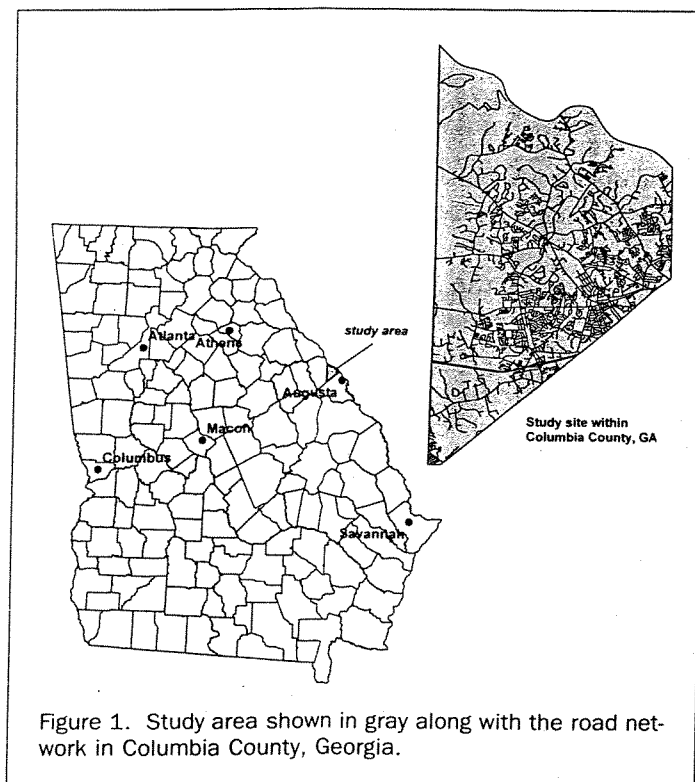 Atlanta
Athens
study area
Augusta
Macon
Columbus
Savannah
Study site within
Columbia County, GA
Figure 1. Study area shown in gray along with the road net-
work in Columbia County, Georgia.